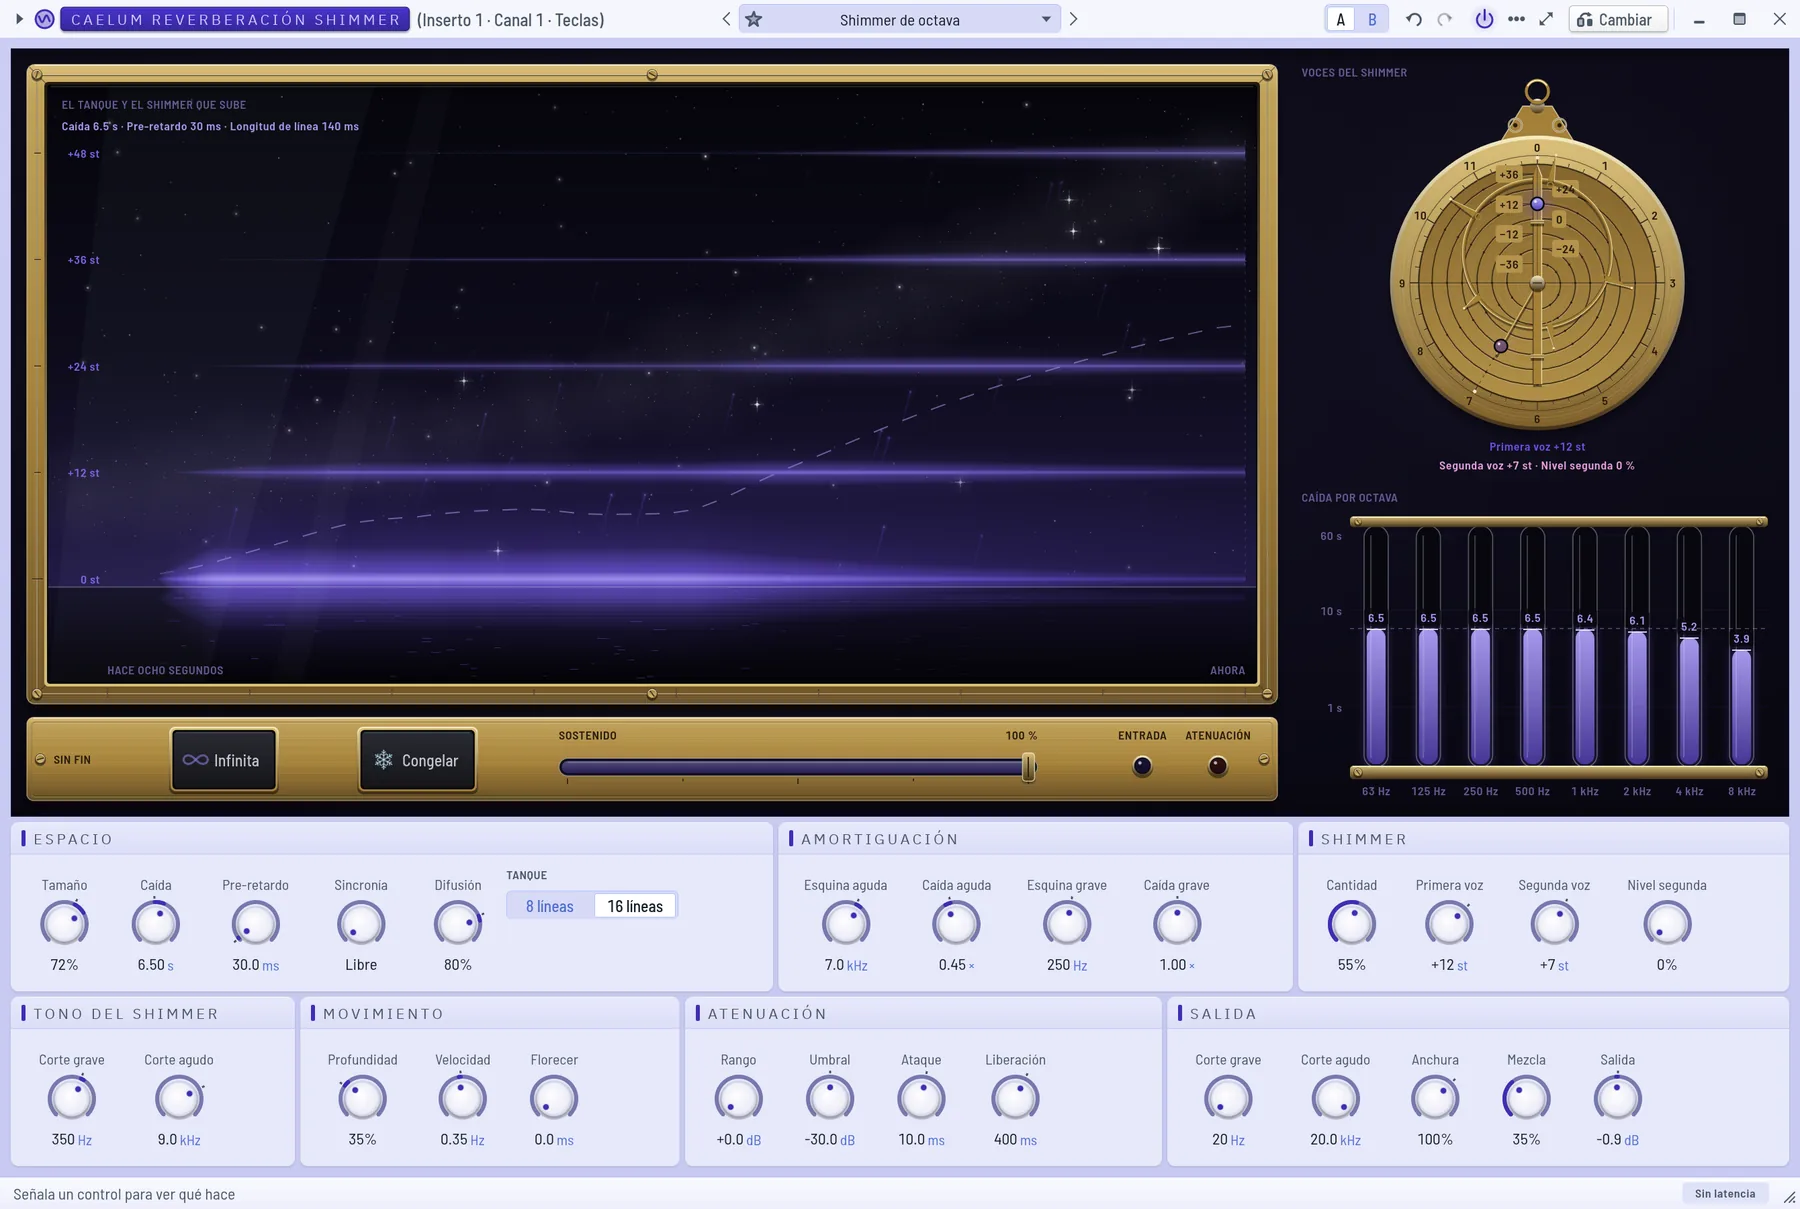 CAELUM REVERBERACIÓN SHIMMER (Inserto 1 · Canal 1 · Teclas)
Shimmer de octava
A B
Cambiar
EL TANQUE Y EL SHIMMER QUE SUBE
Caída 6.5 s · Pre-retardo 30 ms · Longitud de línea 140 ms
+48 st
+36 st
+24 st
+12 st
0 st
HACE OCHO SEGUNDOS
AHORA
SIN FIN
Infinita
Congelar
SOSTENIDO
100 %
ENTRADA
ATENUACIÓN
VOCES DEL SHIMMER
0
1
2
3
4
5
6
7
8
9
10
11
+36
+24
+12
0
−12
−24
−36
Primera voz +12 st
Segunda voz +7 st · Nivel segunda 0 %
CAÍDA POR OCTAVA
60 s
10 s
1 s
6.5 6.5 6.5 6.5 6.4 6.1 5.2 3.9
63 Hz 125 Hz 250 Hz 500 Hz 1 kHz 2 kHz 4 kHz 8 kHz
ESPACIO
Tamaño Caída Pre-retardo Sincronía Difusión
72% 6.50 s 30.0 ms Libre 80%
TANQUE
8 líneas 16 líneas
AMORTIGUACIÓN
Esquina aguda Caída aguda Esquina grave Caída grave
7.0 kHz 0.45 × 250 Hz 1.00 ×
SHIMMER
Cantidad Primera voz Segunda voz Nivel segunda
55% +12 st +7 st 0%
TONO DEL SHIMMER
Corte grave Corte agudo
350 Hz 9.0 kHz
MOVIMIENTO
Profundidad Velocidad Florecer
35% 0.35 Hz 0.0 ms
ATENUACIÓN
Rango Umbral Ataque Liberación
+0.0 dB -30.0 dB 10.0 ms 400 ms
SALIDA
Corte grave Corte agudo Anchura Mezcla Salida
20 Hz 20.0 kHz 100% 35% -0.9 dB
Señala un control para ver qué hace
Sin latencia